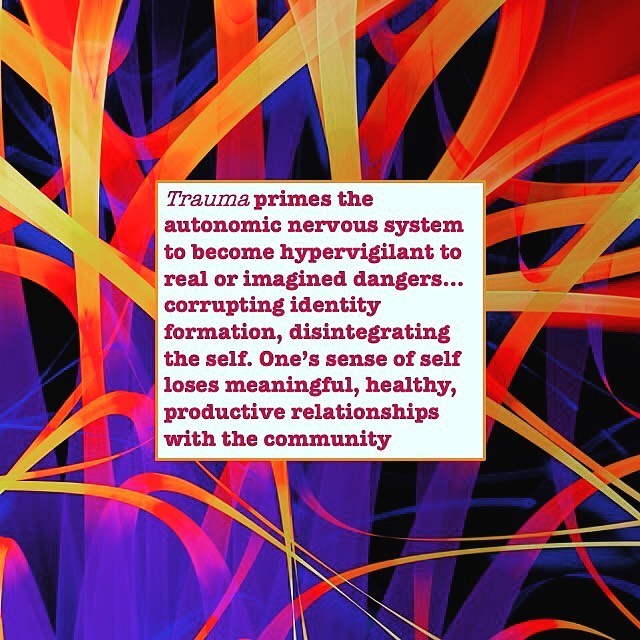 Trauma primes the
autonomic nervous system
to become hypervigilant to
real or imagined dangers...
corrupting identity
formation, disintegrating
the self. One's sense of self
loses meaningful, healthy,
productive relationships
with the community